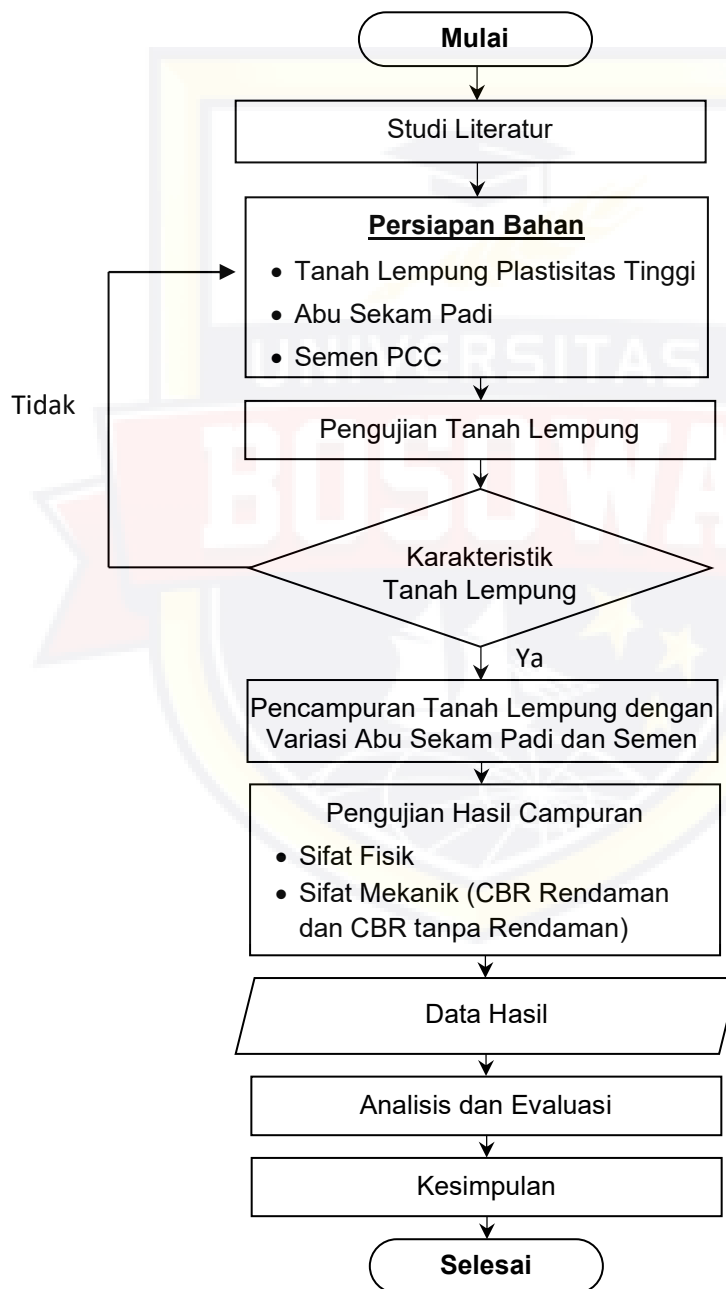 Mulai
Studi Literatur
Persiapan Bahan
• Tanah Lempung Plastisitas Tinggi
• Abu Sekam Padi
• Semen PCC
UNIVERSITAS
Tidak
Pengujian Tanah Lempung
BOSOWA
Karakteristik
Tanah Lempung
Ya
Pencampuran Tanah Lempung dengan
Variasi Abu Sekam Padi dan Semen
Pengujian Hasil Campuran
• Sifat Fisik
• Sifat Mekanik (CBR Rendaman
dan CBR tanpa Rendaman)
Data Hasil
Analisis dan Evaluasi
Kesimpulan
Selesai